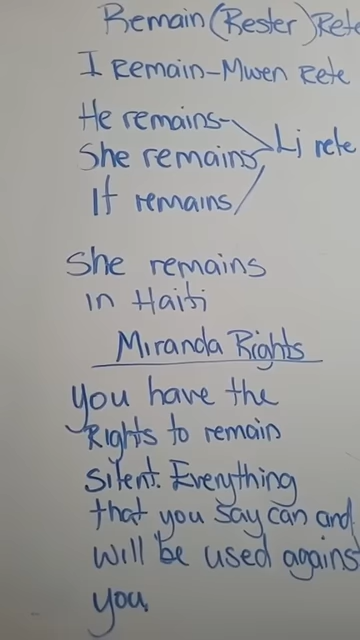 Remain (Rester) Rete
I Remain-Mwen Rete
He remains-
She remains Li rete
It remains
She remains
in Haiti
Miranda Rights
You have the
Rights to remain
silent. Everything
that you say can and
will be used agains
you.